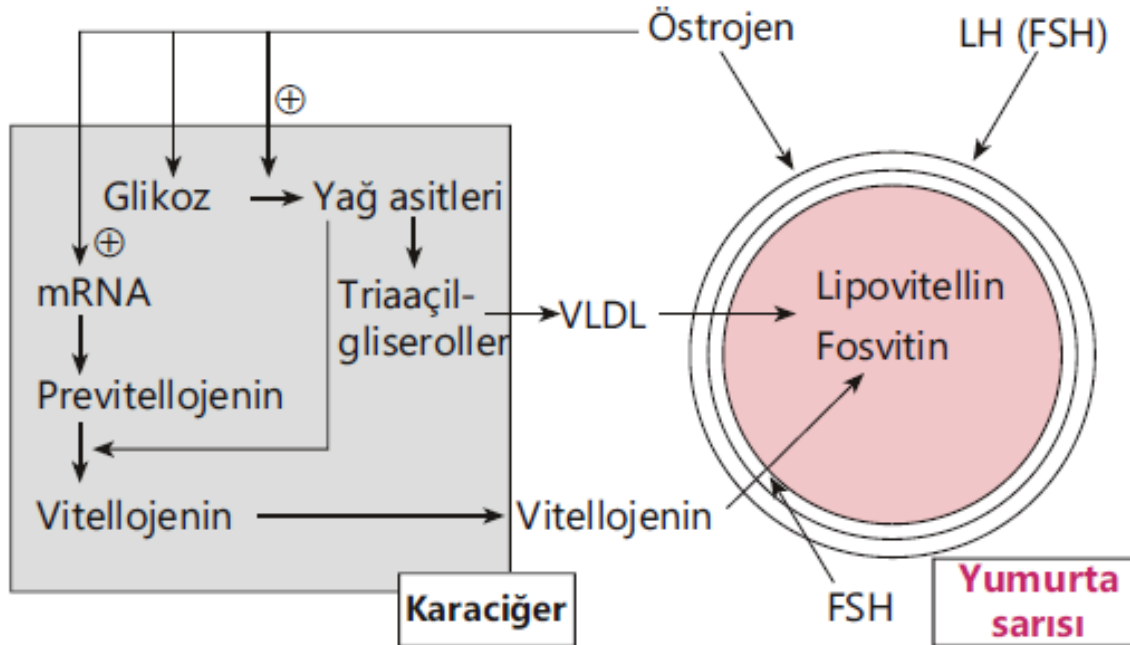 Östrojen
LH (FSH)
Glikoz
Yağ asitleri
mRNA
Triaaçil-
gliseroller
VLDL
Lipovitellin
Fosvitin
Previtellojenin
Vitellojenin
Vitellojenin
Karaciğer
FSH
Yumurta
sarısı